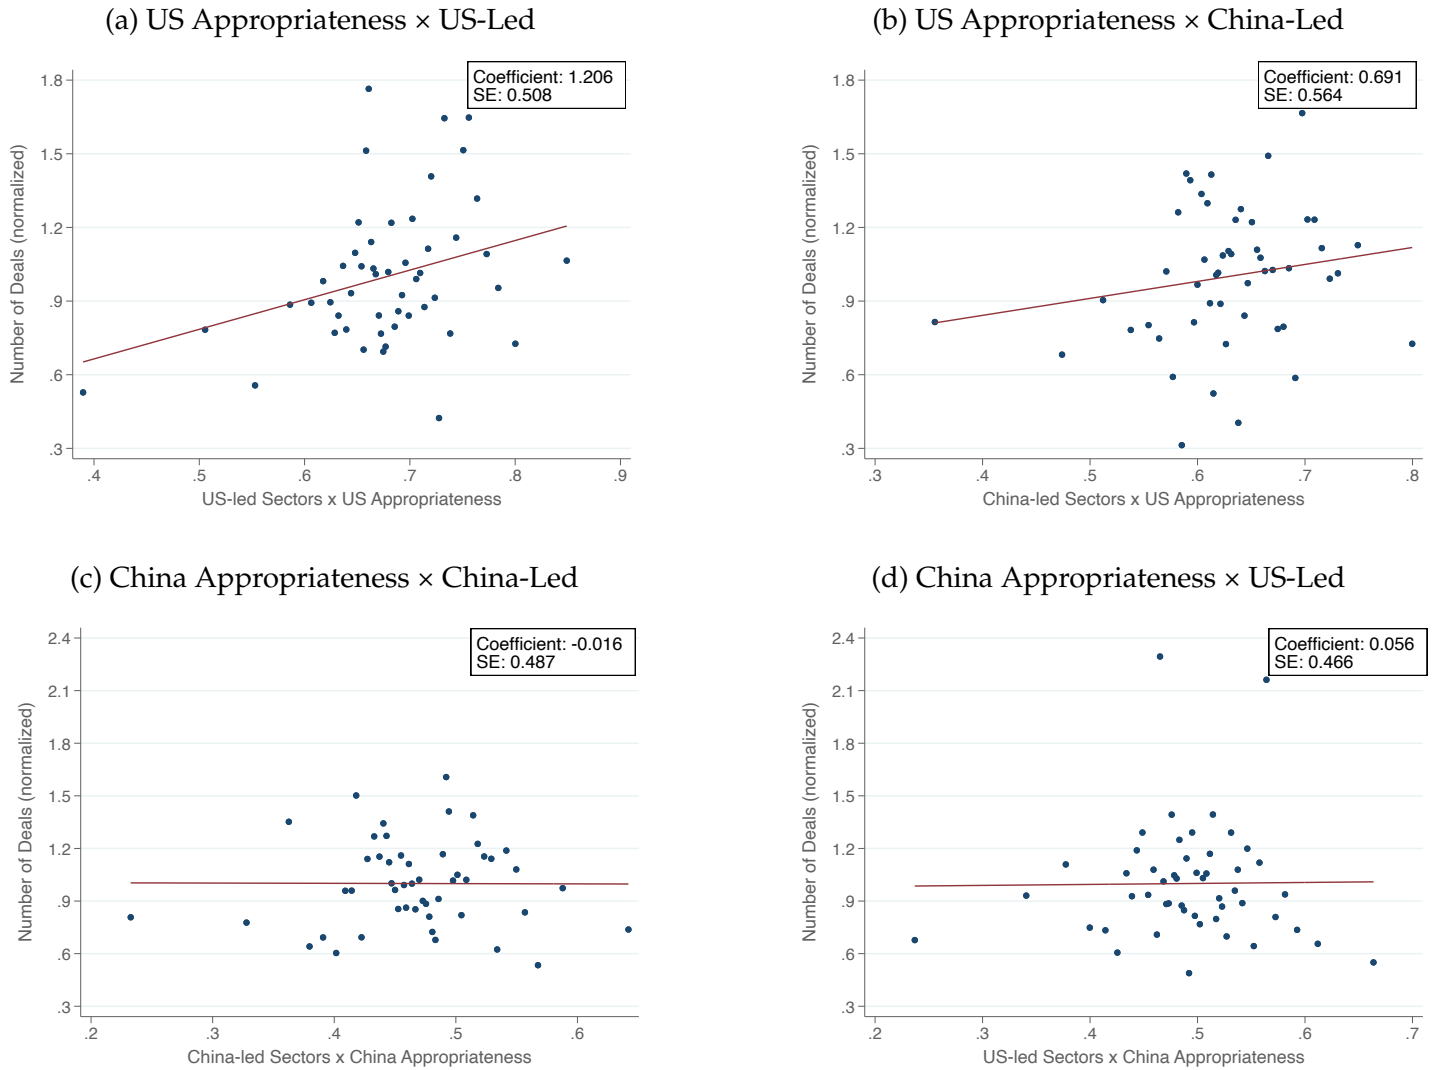 (a) US Appropriateness × US-Led
Coefficient: 1.206
SE: 0.508
Number of Deals (normalized)
1.8
1.5
1.2
.9
.6
.3
.4 .5 .6 .7 .8 .9
US-led Sectors x US Appropriateness
(b) US Appropriateness × China-Led
Coefficient: 0.691
SE: 0.564
Number of Deals (normalized)
1.8
1.5
1.2
.9
.6
.3
.3 .4 .5 .6 .7 .8
China-led Sectors x US Appropriateness
(c) China Appropriateness × China-Led
Coefficient: -0.016
SE: 0.487
Number of Deals (normalized)
2.4
2.1
1.8
1.5
1.2
.9
.6
.3
.2 .3 .4 .5 .6
China-led Sectors x China Appropriateness
(d) China Appropriateness × US-Led
Coefficient: 0.056
SE: 0.466
Number of Deals (normalized)
2.4
2.1
1.8
1.5
1.2
.9
.6
.3
.2 .3 .4 .5 .6 .7
US-led Sectors x China Appropriateness